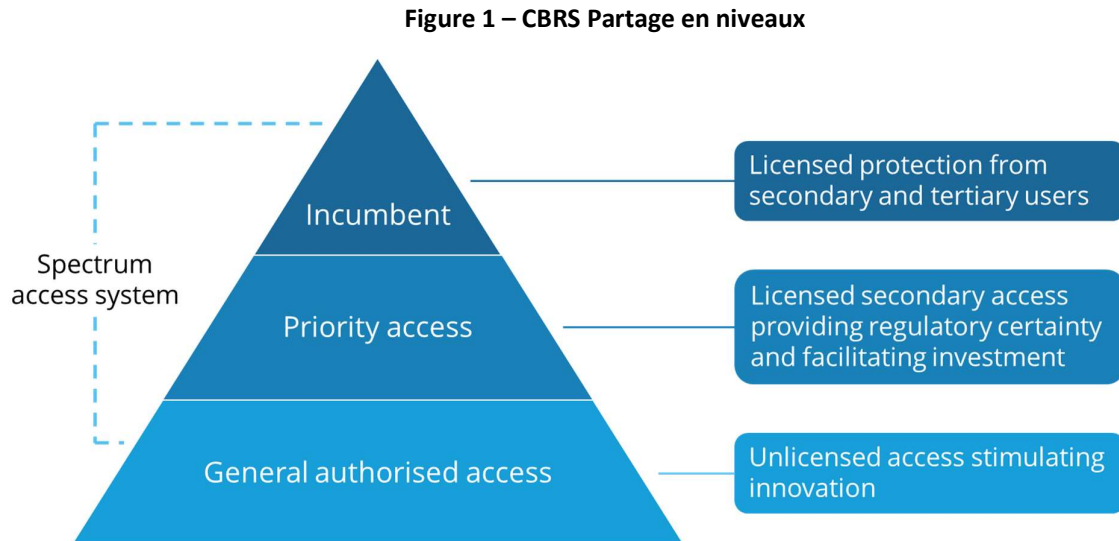 Figure 1 – CBRS Partage en niveaux
Licensed protection from
secondary and tertiary users
Incumbent
Spectrum
access system
Licensed secondary access
providing regulatory certainty
and facilitating investment
Priority access
General authorised access
Unlicensed access stimulating
innovation